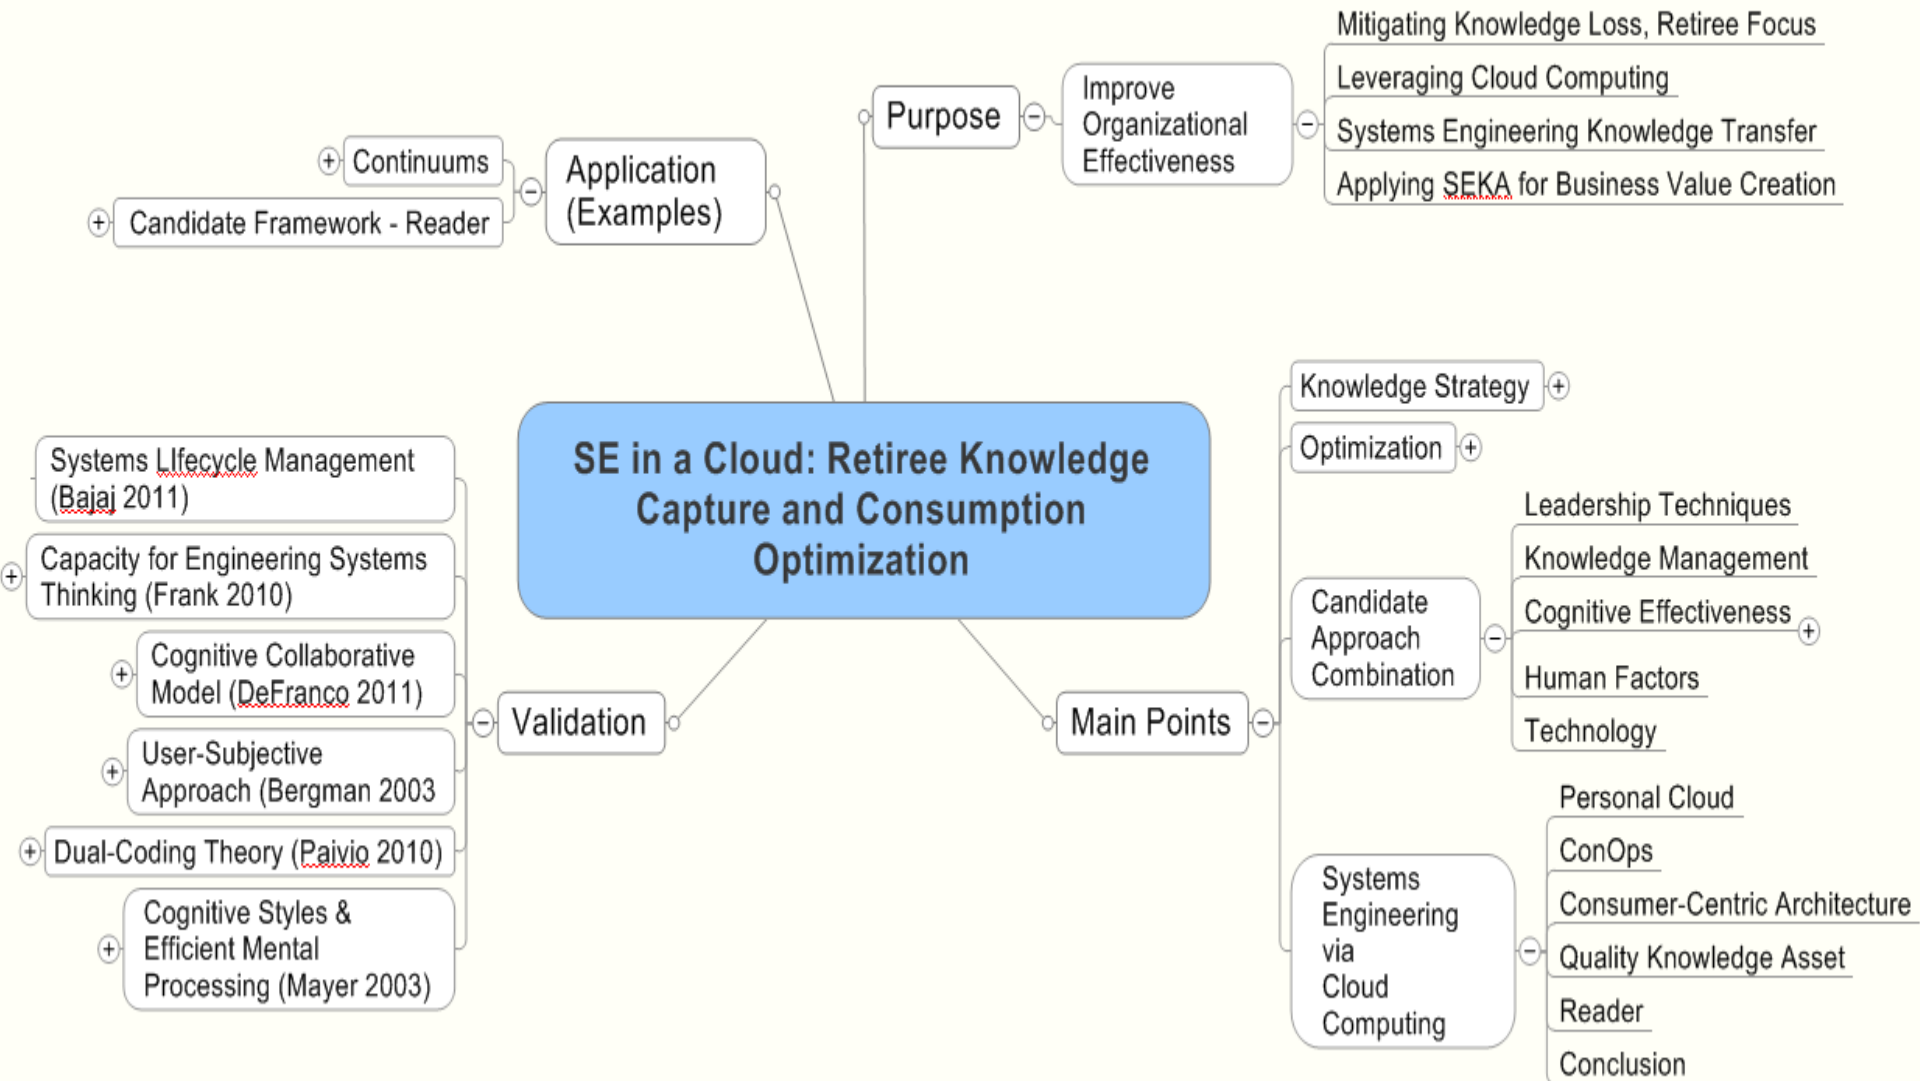 SE in a Cloud: Retiree Knowledge
Capture and Consumption
Optimization
Purpose
Improve
Organizational
Effectiveness
Mitigating Knowledge Loss, Retiree Focus
Leveraging Cloud Computing
Systems Engineering Knowledge Transfer
Applying SEKA for Business Value Creation
Main Points
Knowledge Strategy
Optimization
Candidate
Approach
Combination
Leadership Techniques
Knowledge Management
Cognitive Effectiveness
Human Factors
Technology
Systems
Engineering
via
Cloud
Computing
Personal Cloud
ConOps
Consumer-Centric Architecture
Quality Knowledge Asset
Reader
Conclusion
Validation
Systems LIfecycle Management
(Bajaj 2011)
Capacity for Engineering Systems
Thinking (Frank 2010)
Cognitive Collaborative
Model (DeFranco 2011)
User-Subjective
Approach (Bergman 2003
Dual-Coding Theory (Paivio 2010)
Cognitive Styles &
Efficient Mental
Processing (Mayer 2003)
Application
(Examples)
Continuums
Candidate Framework - Reader